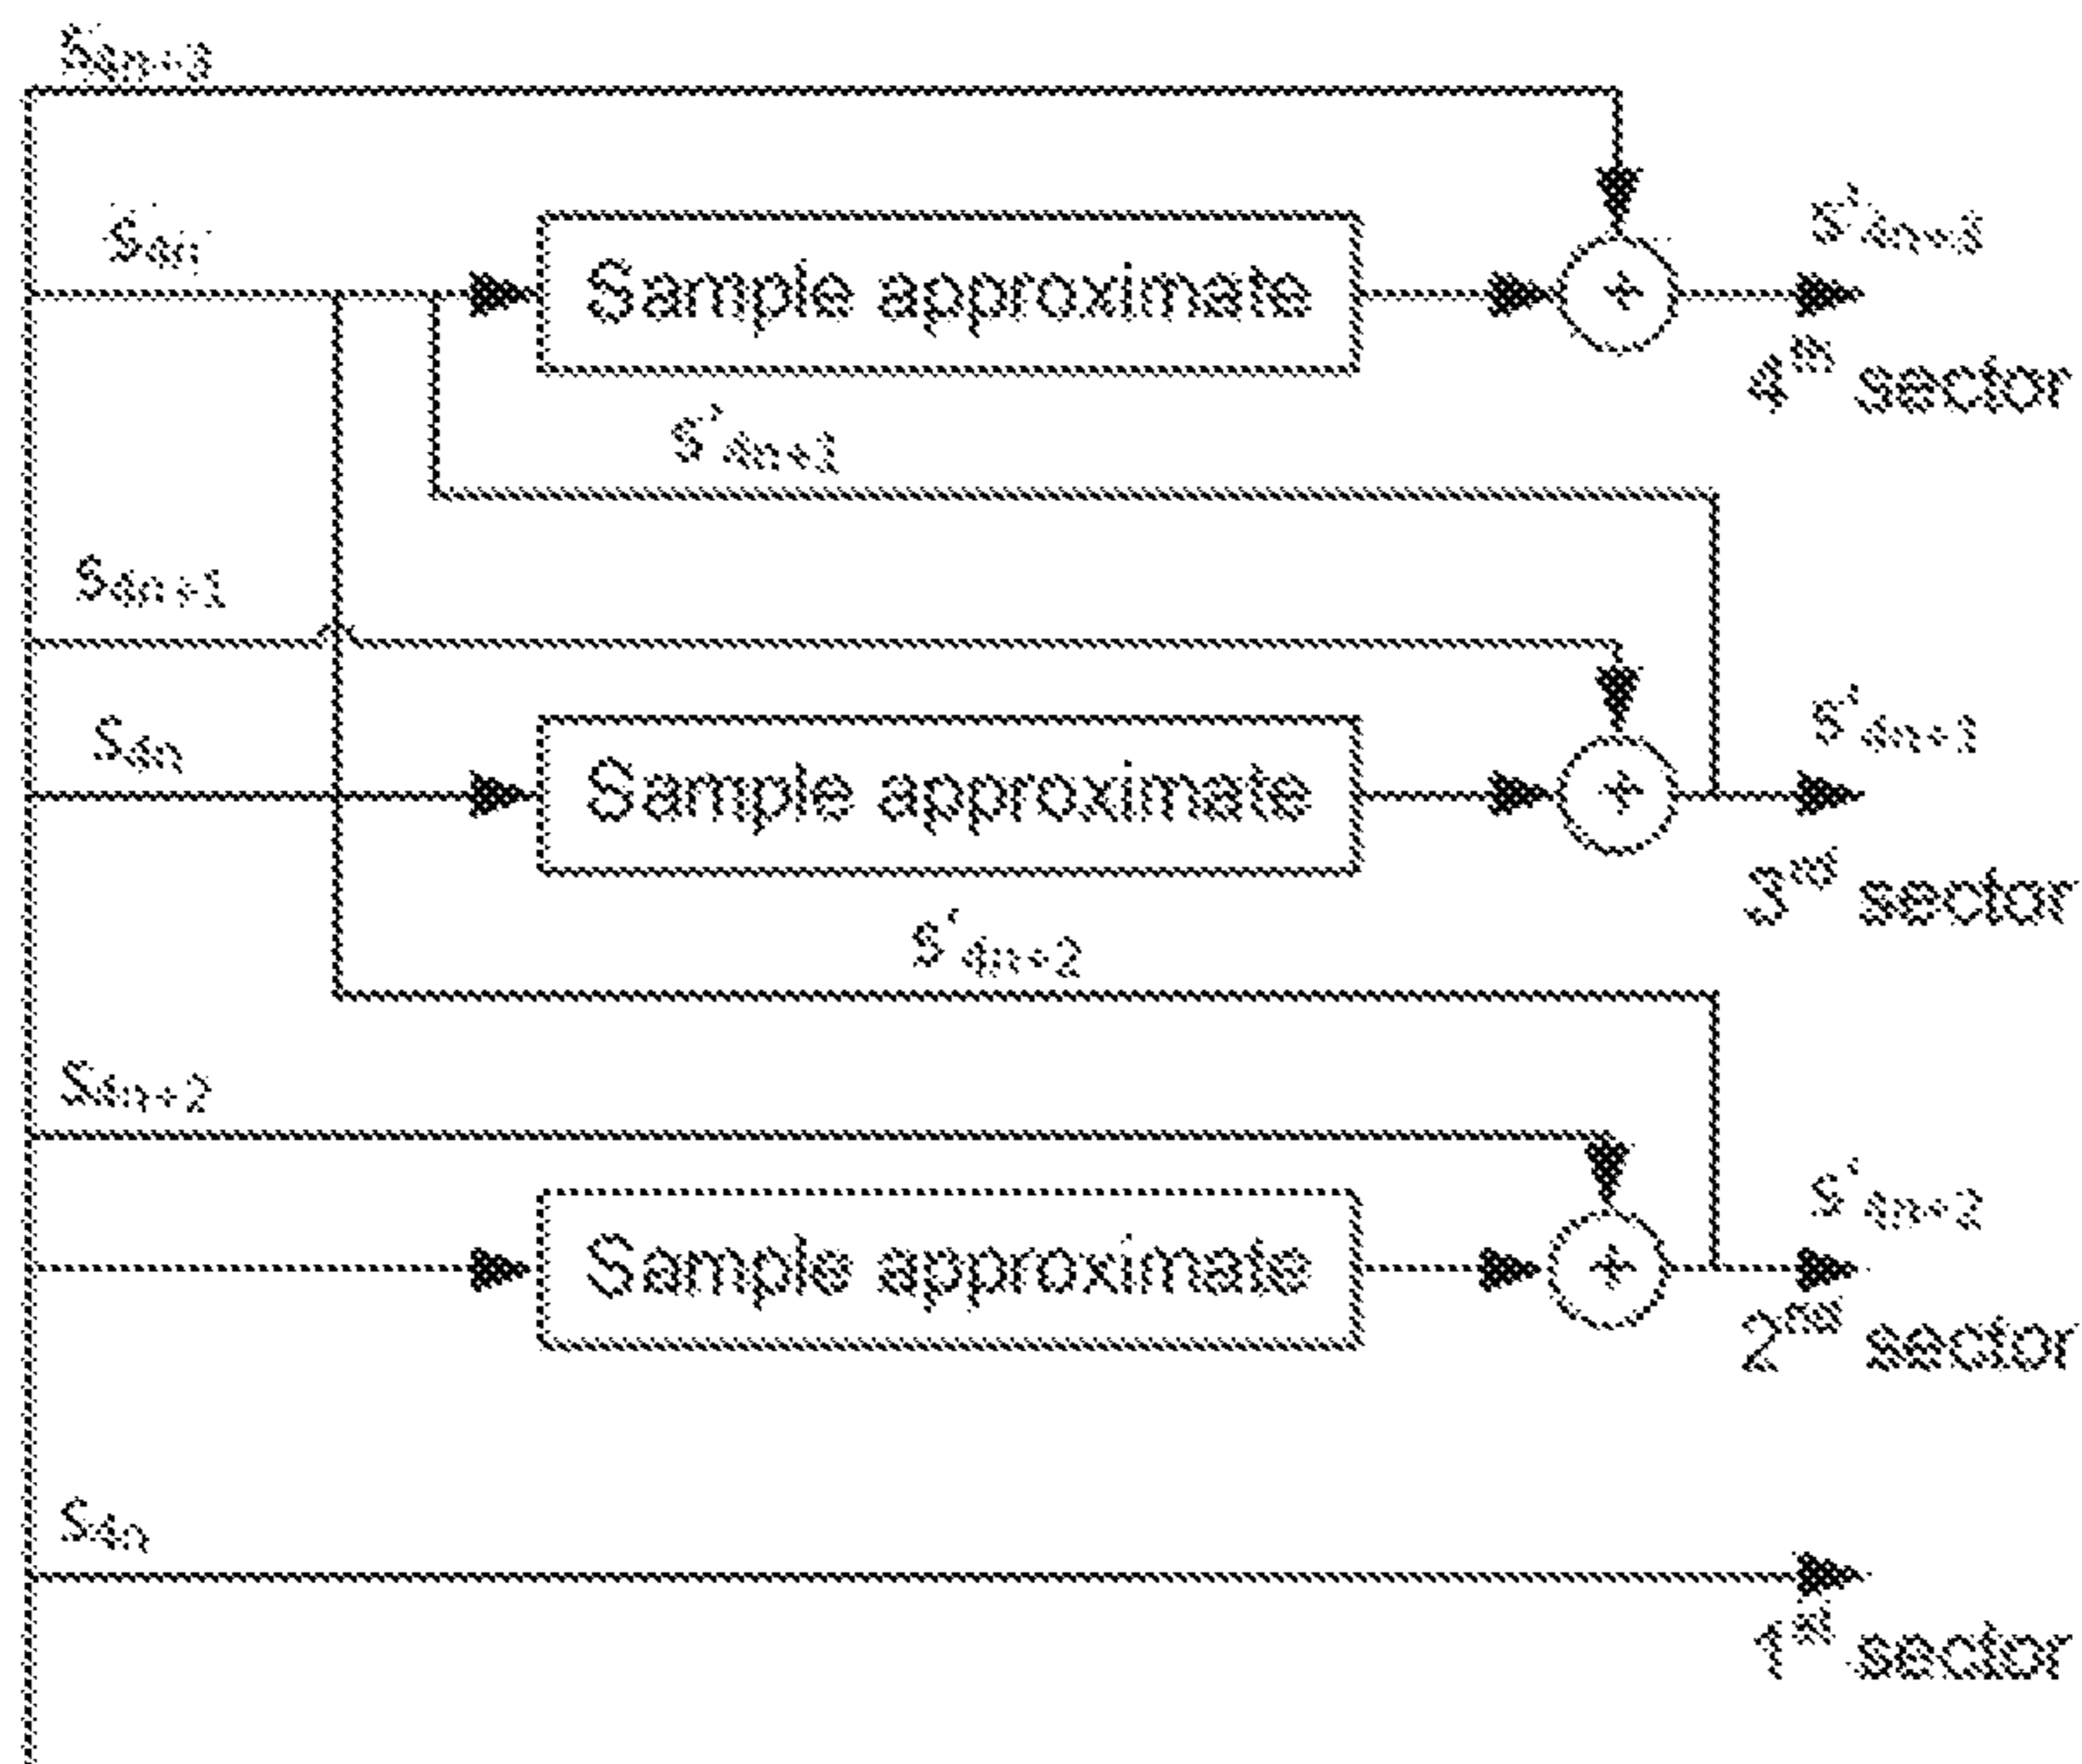 S4n+3
S4n
Sample approximate
S'4n+3
4th sector
S'4n+1
S4n+1
S4n
Sample approximate
S'4n+1
3rd sector
S'4n+2
S4n+2
Sample approximate
S'4n+2
2nd sector
S4n
1st sector